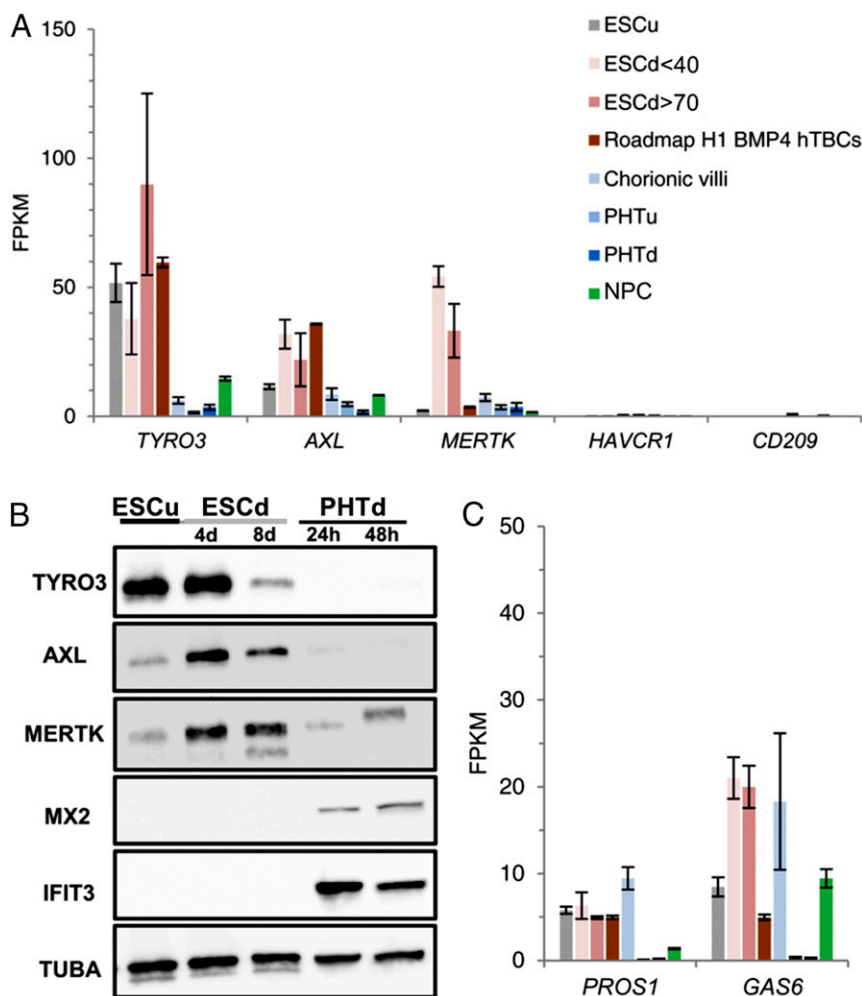 A
150
100
50
0
FPKM
ESCu
ESCd<40
ESCd>70
Roadmap H1 BMP4 hTBCs
Chorionic villi
PHTu
PHTd
NPC
TYRO3 AXL MERTK HAVCR1 CD209
B
ESCu ESCd PHTd
4d 8d 24h 48h
TYRO3
AXL
MERTK
MX2
IFIT3
TUBA
C
50
40
30
20
10
0
FPKM
PROS1 GAS6